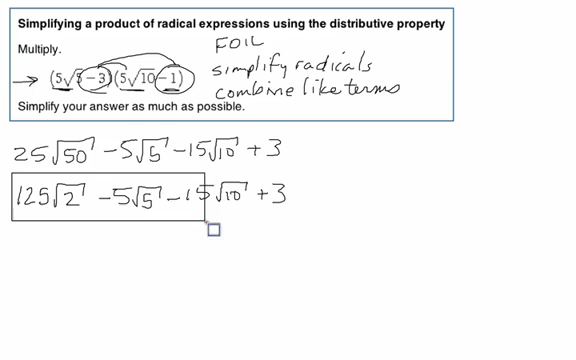 Simplifying a product of radical expressions using the distributive property
Multiply.
FOIL
→ (5√5 −3)(5√10 −1)
simplify radicals
combine like terms
Simplify your answer as much as possible.
25√50 −5√5 −15√10 +3
125√2 −5√5 −15√10 +3